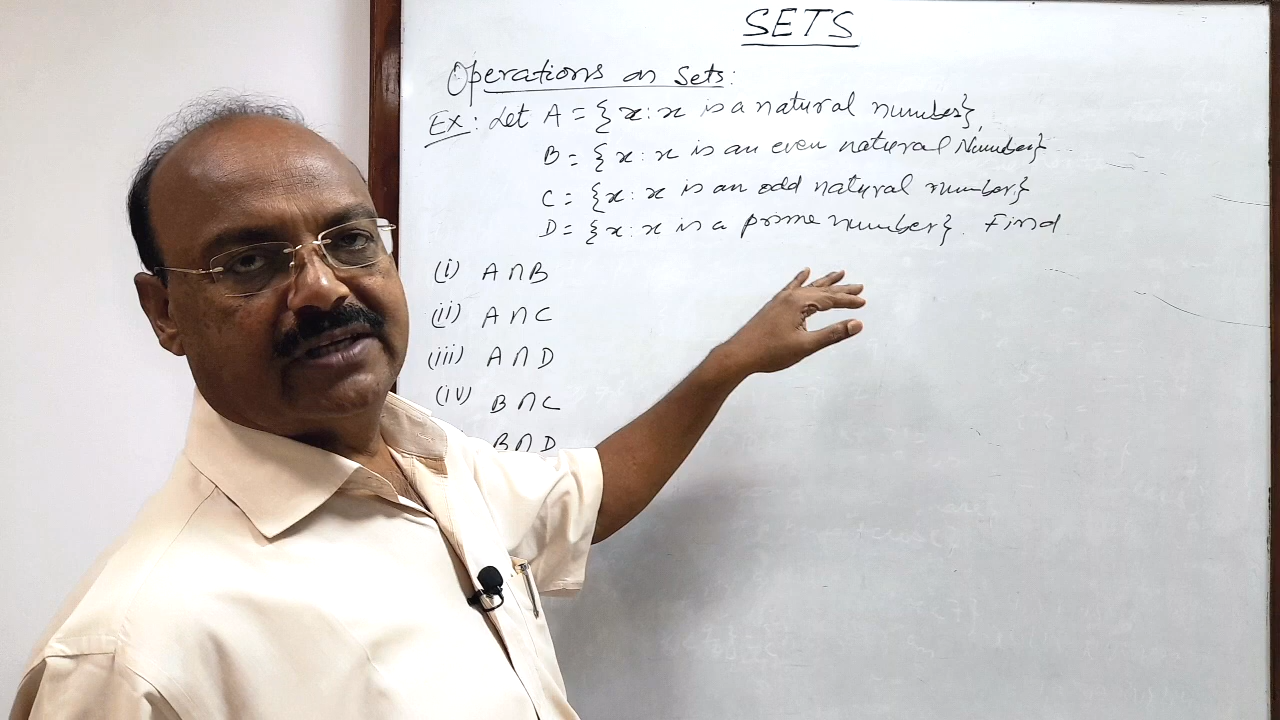 SETS
Operations on Sets:
Ex: Let A = {x : x is a natural number},
B = {x : x is an even natural Number}
C = {x : x is an odd natural number}
D = {x : x is a prime number}. Find
(i) A ∩ B
(ii) A ∩ C
(iii) A ∩ D
(iv) B ∩ C
B ∩ D